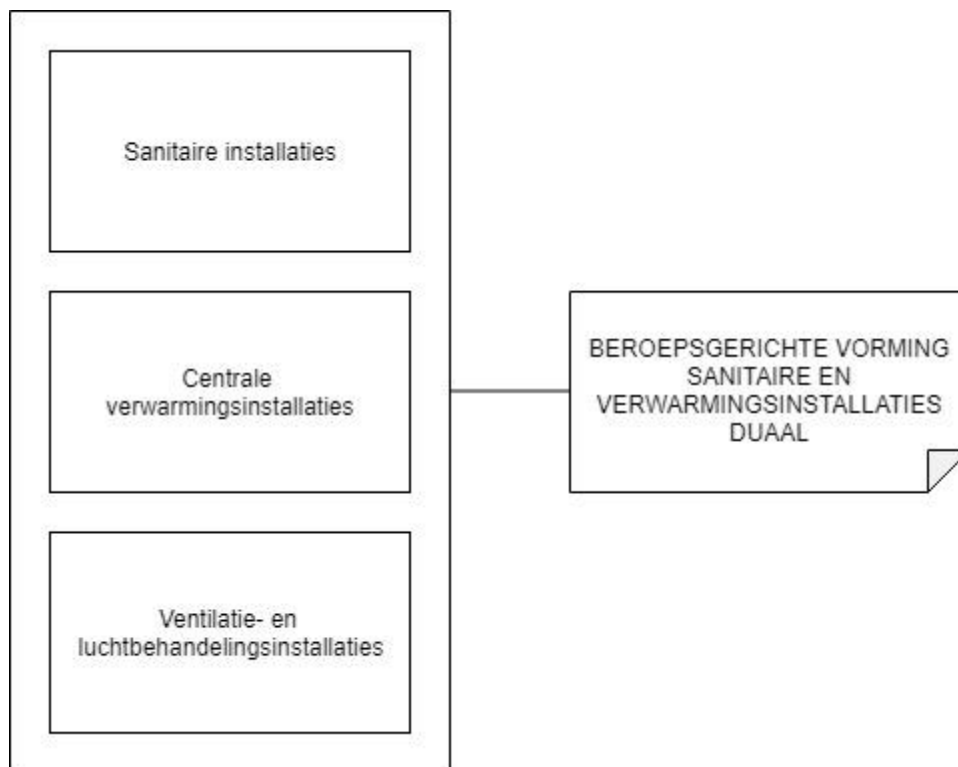 Sanitaire installaties
Centrale
verwarmingsinstallaties
Ventilatie- en
luchtbehandelingsinstallaties
BEROEPSGERICHTE VORMING
SANITAIRE EN
VERWARMINGSINSTALLATIES
DUAAL